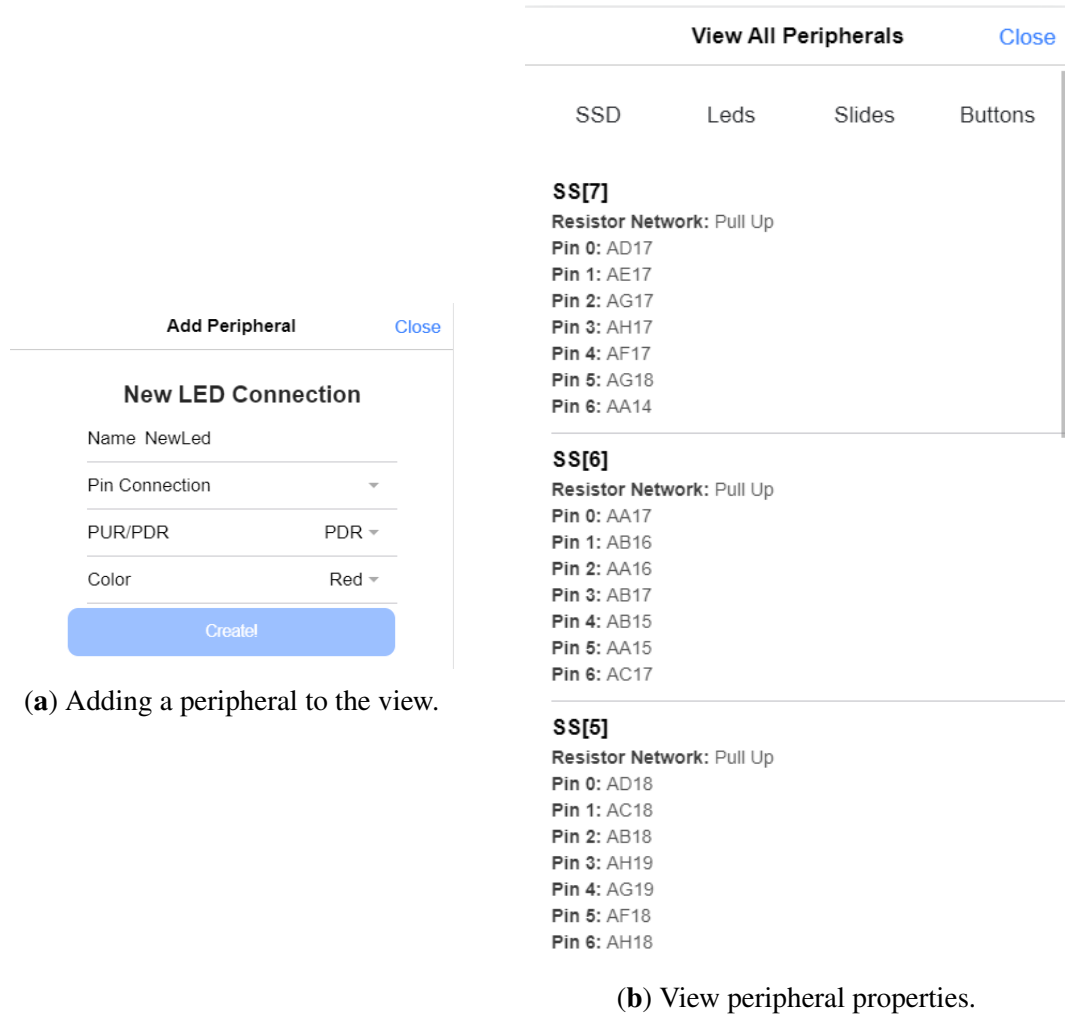 Add Peripheral Close
New LED Connection
Name NewLed
Pin Connection
PUR/PDR PDR
Color Red
Create!
(a) Adding a peripheral to the view.
View All Peripherals Close
SSD Leds Slides Buttons
SS[7]
Resistor Network: Pull Up
Pin 0: AD17
Pin 1: AE17
Pin 2: AG17
Pin 3: AH17
Pin 4: AF17
Pin 5: AG18
Pin 6: AA14
SS[6]
Resistor Network: Pull Up
Pin 0: AA17
Pin 1: AB16
Pin 2: AA16
Pin 3: AB17
Pin 4: AB15
Pin 5: AA15
Pin 6: AC17
SS[5]
Resistor Network: Pull Up
Pin 0: AD18
Pin 1: AC18
Pin 2: AB18
Pin 3: AH19
Pin 4: AG19
Pin 5: AF18
Pin 6: AH18
(b) View peripheral properties.